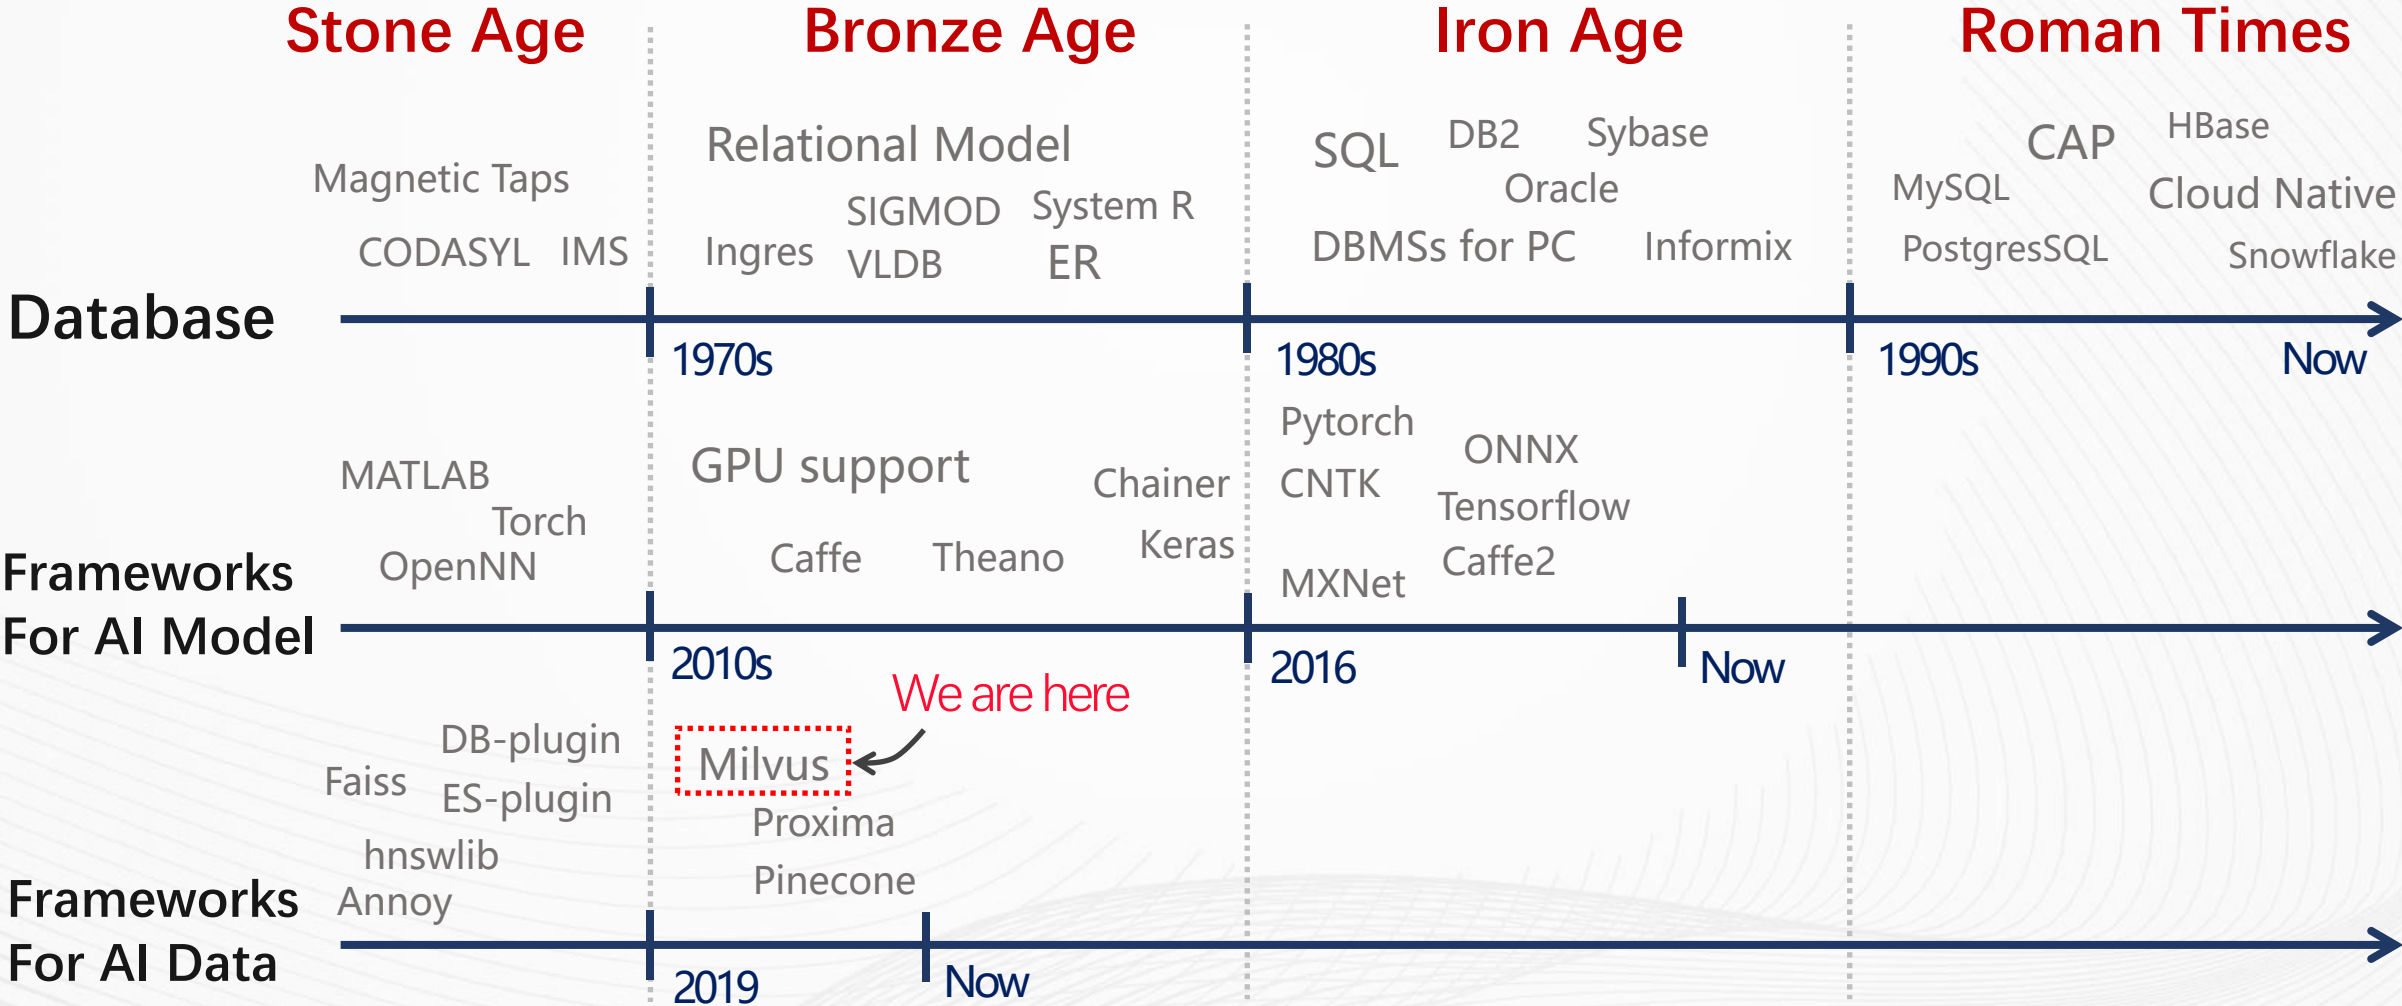 Stone Age
Bronze Age
Iron Age
Roman Times
Magnetic Taps
CODASYL
IMS
Relational Model
SIGMOD
System R
Ingres
VLDB
ER
SQL
DB2
Sybase
Oracle
DBMSs for PC
Informix
CAP
HBase
MySQL
Cloud Native
PostgresSQL
Snowflake
Database
1970s
1980s
1990s
Now
MATLAB
Torch
OpenNN
GPU support
Chainer
Caffe
Theano
Keras
Pytorch
ONNX
CNTK
Tensorflow
Caffe2
MXNet
Frameworks
For AI Model
2010s
2016
Now
We are here
DB-plugin
Faiss
ES-plugin
hnswlib
Annoy
Milvus
Proxima
Pinecone
Frameworks
For AI Data
2019
Now